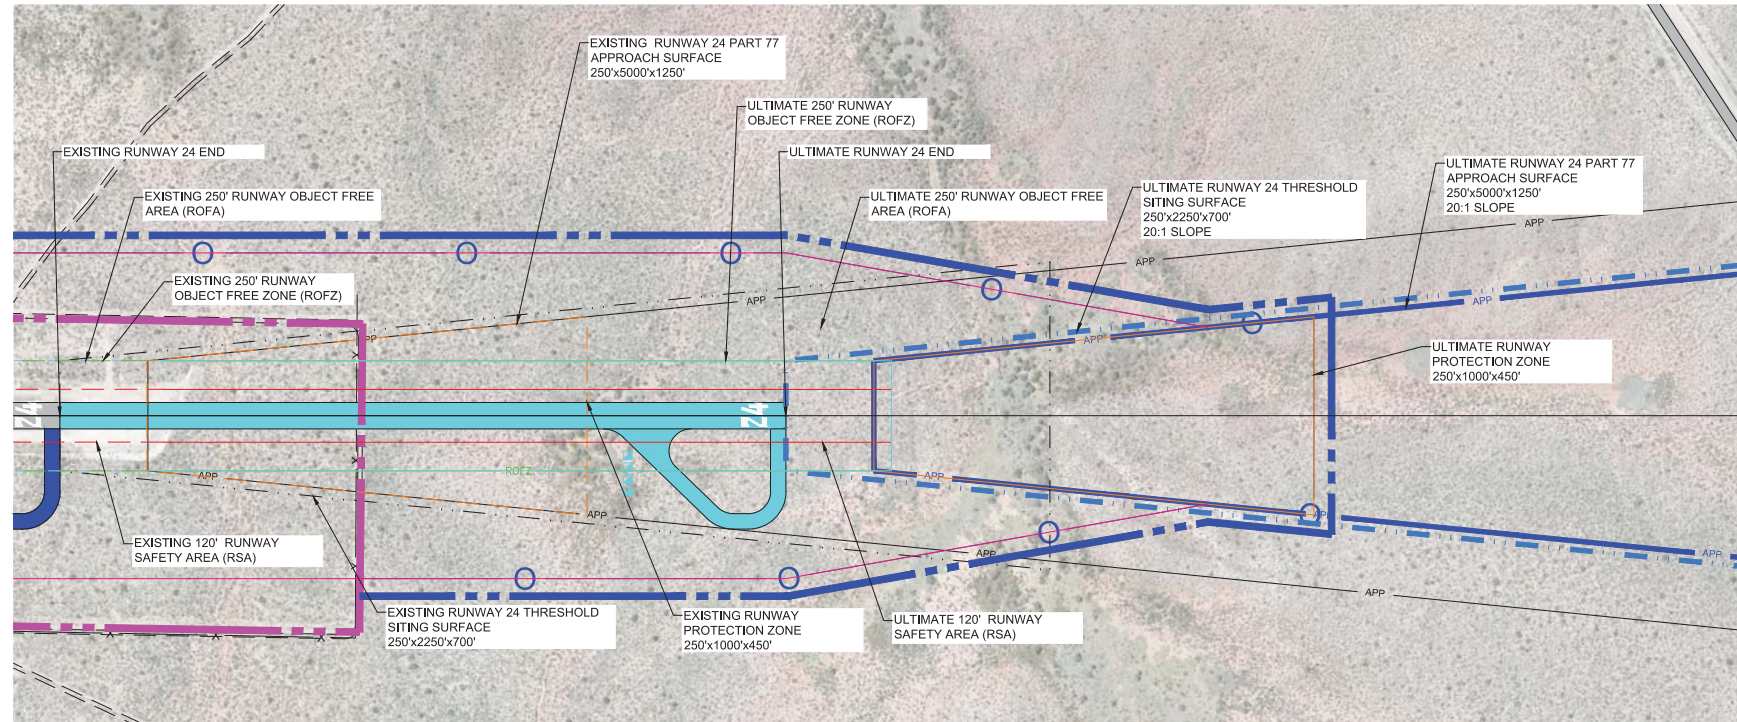 EXISTING RUNWAY 24 PART 77
APPROACH SURFACE
250'x5000'x1250'
ULTIMATE 250' RUNWAY
OBJECT FREE ZONE (ROFZ)
EXISTING RUNWAY 24 END
ULTIMATE RUNWAY 24 END
ULTIMATE RUNWAY 24 PART 77
APPROACH SURFACE
250'x5000'x1250'
20:1 SLOPE
EXISTING 250' RUNWAY OBJECT FREE
AREA (ROFA)
ULTIMATE 250' RUNWAY OBJECT FREE
AREA (ROFA)
ULTIMATE RUNWAY 24 THRESHOLD
SITING SURFACE
250'x2250'x700'
20:1 SLOPE
APP
APP
EXISTING 250' RUNWAY
OBJECT FREE ZONE (ROFZ)
APP
APP
APP
ULTIMATE RUNWAY
PROTECTION ZONE
250'x1000'x450'
24
24
ROFZ
APP
APP
APP
EXISTING 120' RUNWAY
SAFETY AREA (RSA)
APP
APP
APP
EXISTING RUNWAY 24 THRESHOLD
SITING SURFACE
250'x2250'x700'
EXISTING RUNWAY
PROTECTION ZONE
250'x1000'x450'
ULTIMATE 120' RUNWAY
SAFETY AREA (RSA)